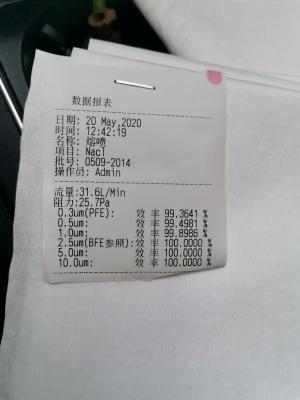 数据报表
日期: 20 May,2020
时间: 12:42:19
名称: 熔喷
项目: Nacl
批号: 0509-2014
操作员: Admin
流量:31.6L/Min
阻力:25.7Pa
0.3um(PFE): 效 率 99.3641 %
0.5um: 效 率 99.4981 %
1.0um: 效 率 99.8986 %
2.5um(BFE参照): 效 率 100.0000 %
5.0um: 效 率 100.0000 %
10.0um: 效 率 100.0000 %